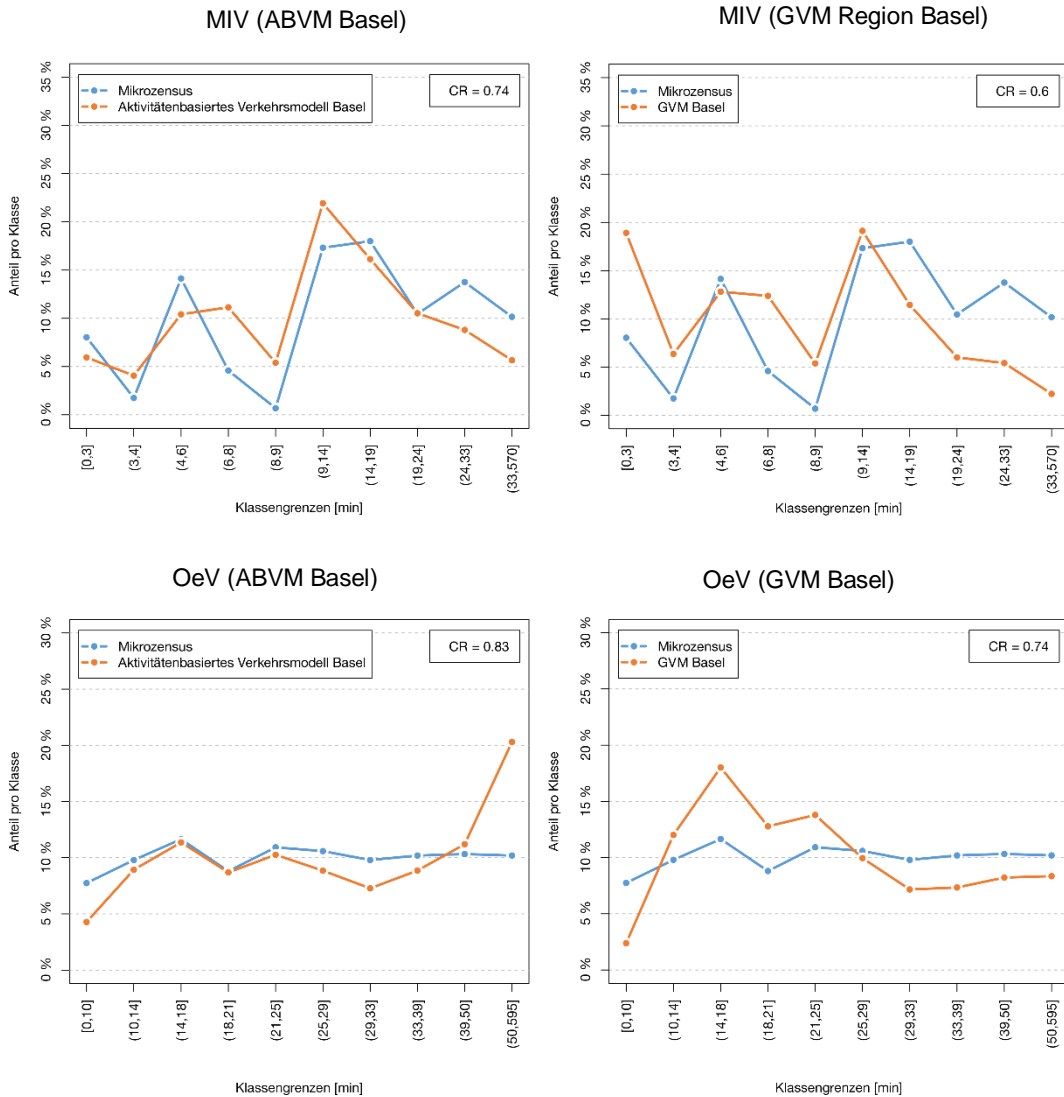 MIV (ABVM Basel)
Mikrozensus
Aktivitätenbasiertes Verkehrsmodell Basel
CR = 0.74
Anteil pro Klasse
35 %
30 %
25 %
20 %
15 %
10 %
5 %
0 %
[0,3]
(3,4]
(4,6]
(6,8]
(8,9]
(9,14]
(14,19]
(19,24]
(24,33]
(33,570]
Klassengrenzen [min]
MIV (GVM Region Basel)
Mikrozensus
GVM Basel
CR = 0.6
Anteil pro Klasse
35 %
30 %
25 %
20 %
15 %
10 %
5 %
0 %
[0,3]
(3,4]
(4,6]
(6,8]
(8,9]
(9,14]
(14,19]
(19,24]
(24,33]
(33,570]
Klassengrenzen [min]
OeV (ABVM Basel)
Mikrozensus
Aktivitätenbasiertes Verkehrsmodell Basel
CR = 0.83
Anteil pro Klasse
30 %
25 %
20 %
15 %
10 %
5 %
0 %
[0,10]
(10,14]
(14,18]
(18,21]
(21,25]
(25,29]
(29,33]
(33,39]
(39,50]
(50,595]
Klassengrenzen [min]
OeV (GVM Basel)
Mikrozensus
GVM Basel
CR = 0.74
Anteil pro Klasse
30 %
25 %
20 %
15 %
10 %
5 %
0 %
[0,10]
(10,14]
(14,18]
(18,21]
(21,25]
(25,29]
(29,33]
(33,39]
(39,50]
(50,595]
Klassengrenzen [min]